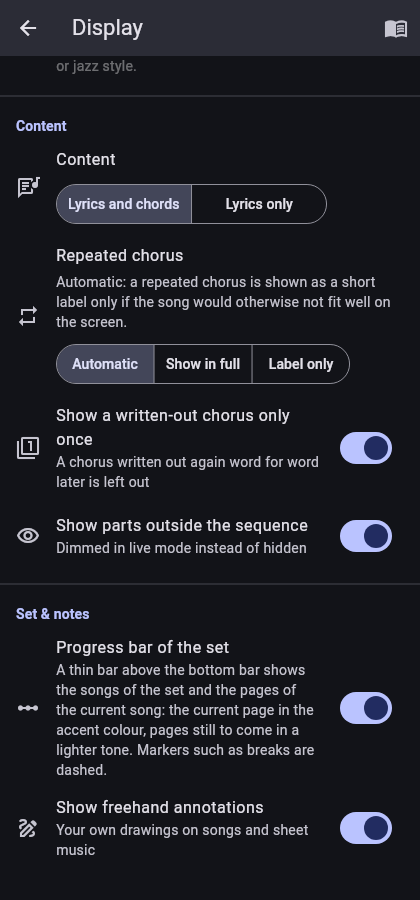 Display
or jazz style.
Content
Content
Lyrics and chords
Lyrics only
Repeated chorus
Automatic: a repeated chorus is shown as a short
label only if the song would otherwise not fit well on
the screen.
Automatic
Show in full
Label only
Show a written-out chorus only
once
A chorus written out again word for word
later is left out
Show parts outside the sequence
Dimmed in live mode instead of hidden
Set & notes
Progress bar of the set
A thin bar above the bottom bar shows
the songs of the set and the pages of
the current song: the current page in the
accent colour, pages still to come in a
lighter tone. Markers such as breaks are
dashed.
Show freehand annotations
Your own drawings on songs and sheet
music